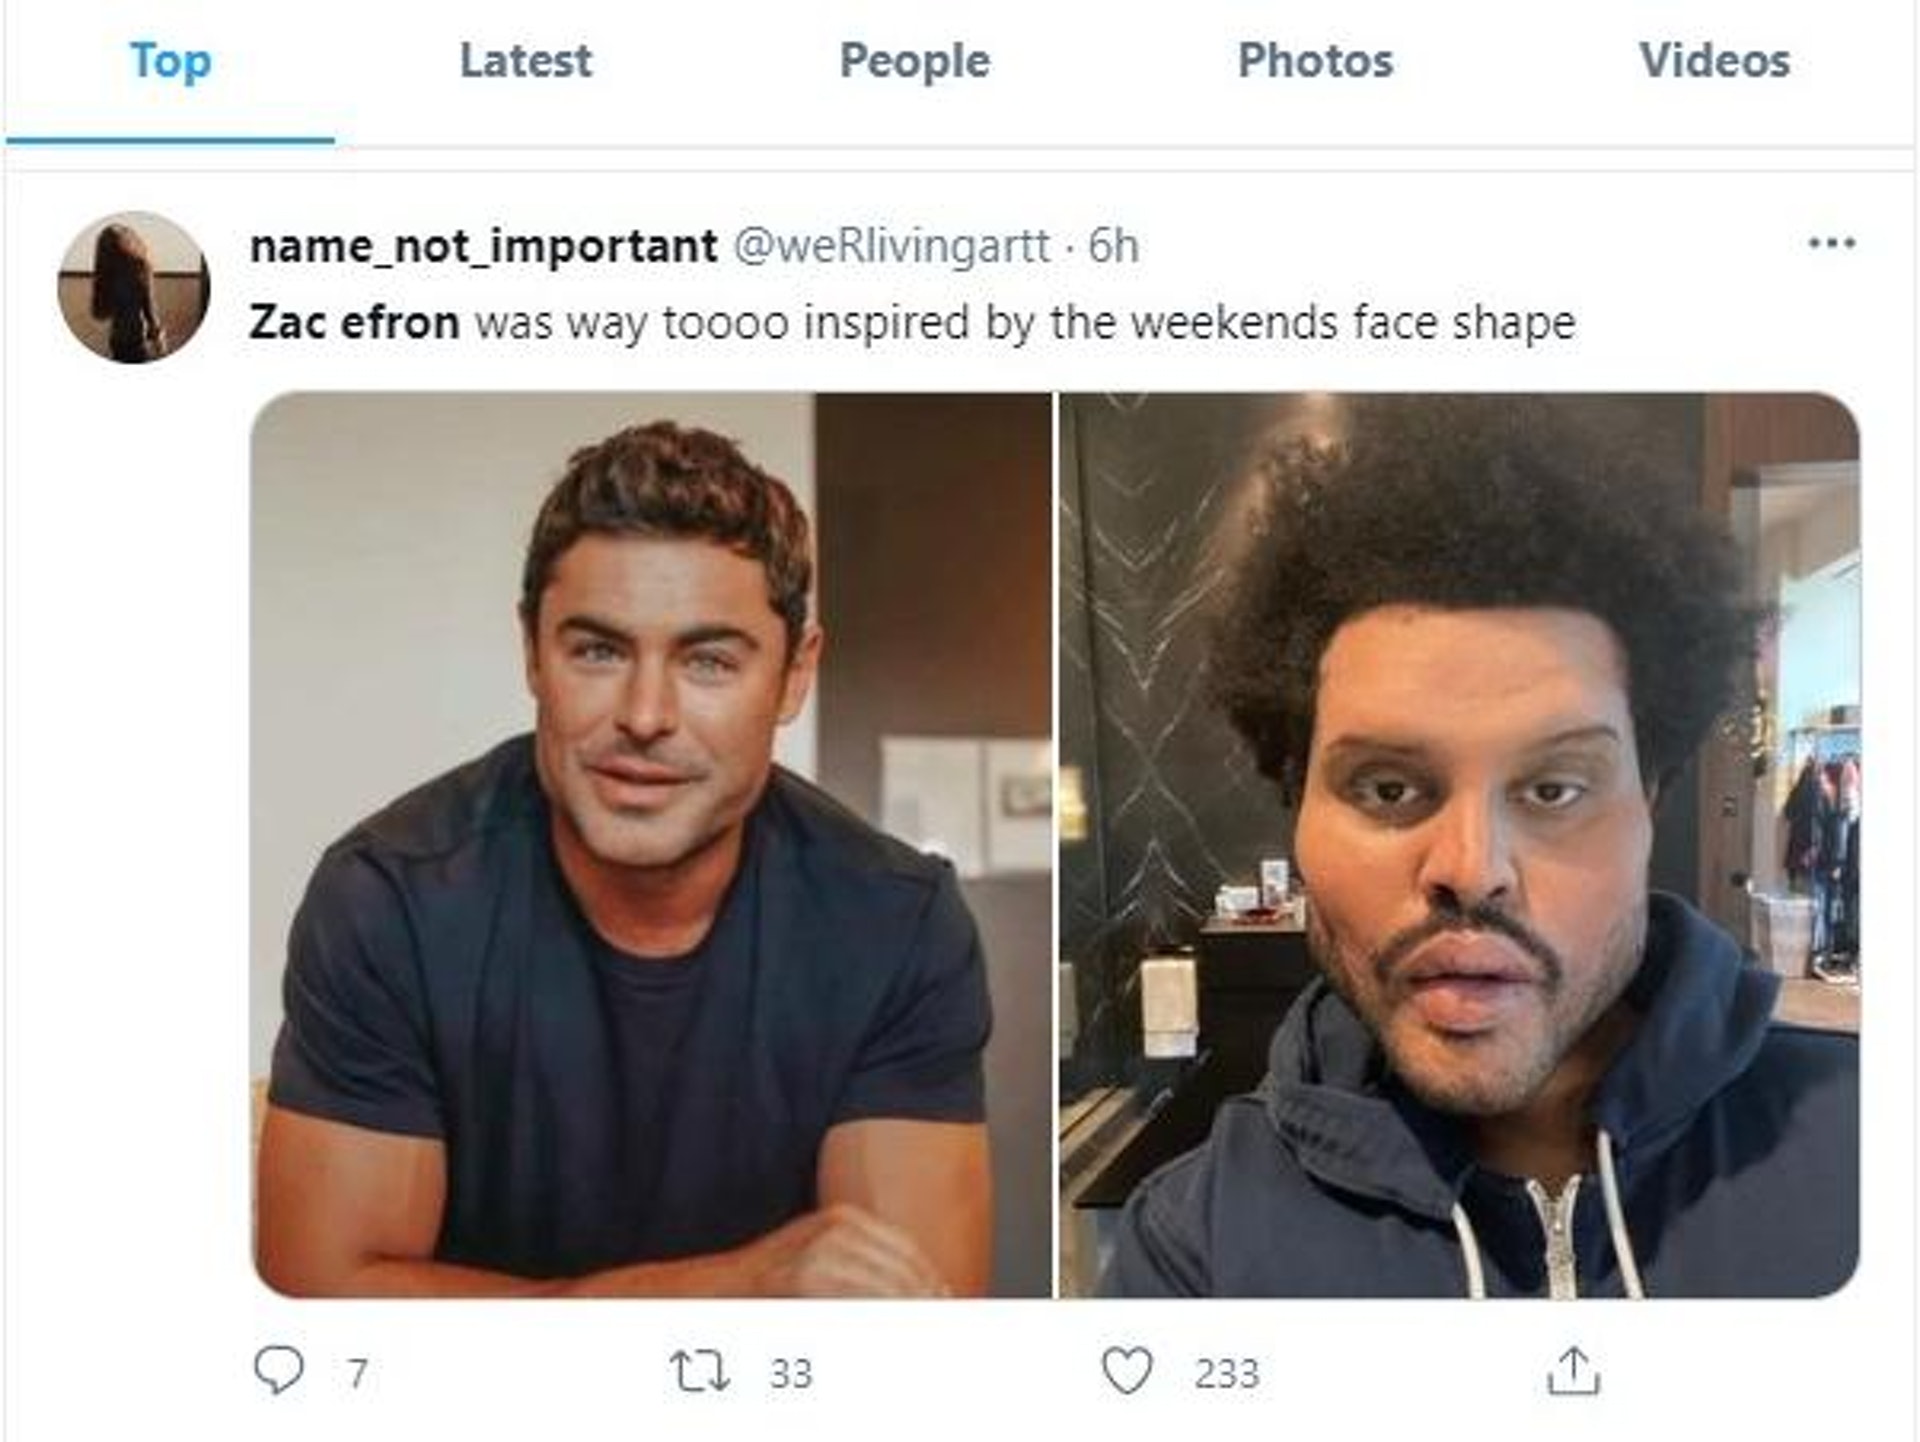 Top Latest People Photos Videos
name_not_important @weRlivingartt · 6h
Zac efron was way toooo inspired by the weekends face shape
7 33 233